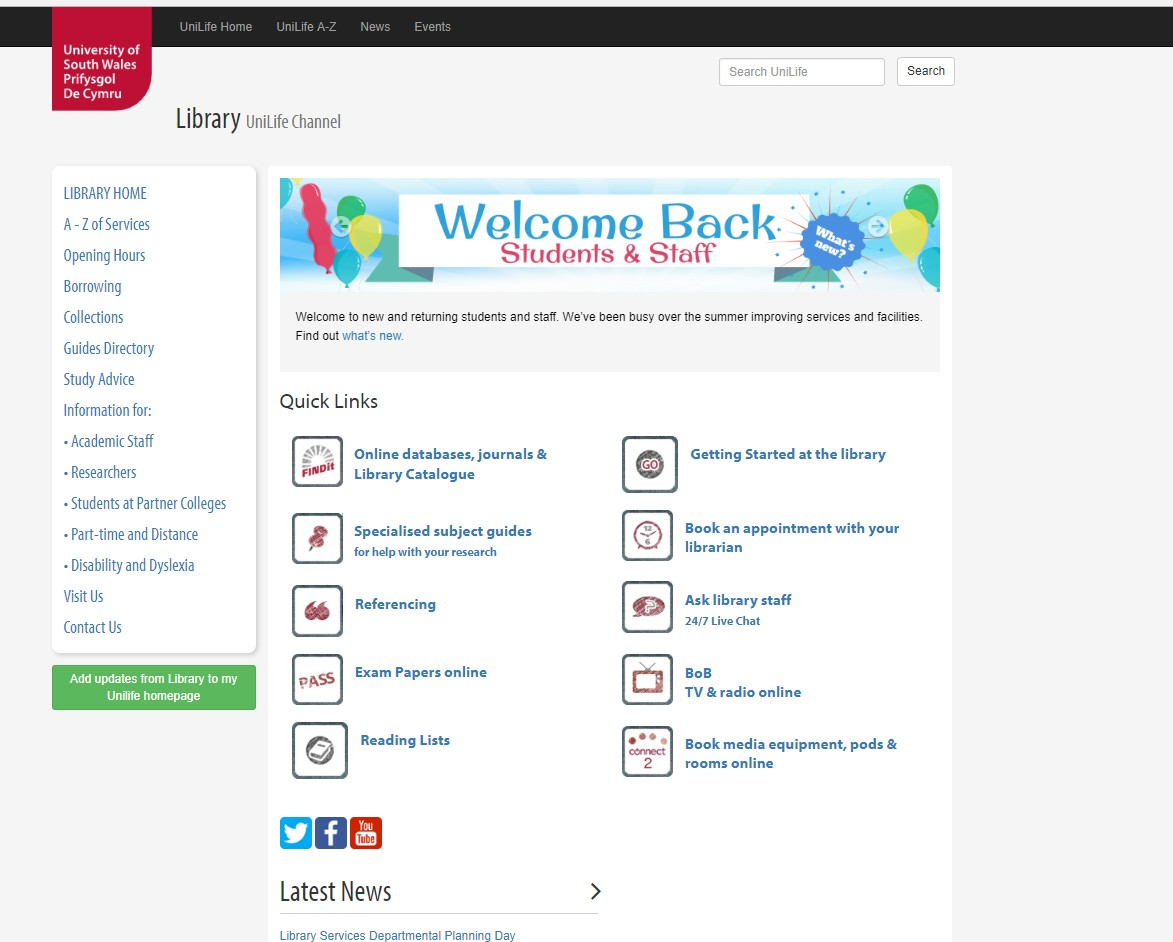 UniLife Home UniLife A-Z News Events
University of
South Wales
Prifysgol
De Cymru
Search UniLife Search
Library UniLife Channel
LIBRARY HOME
A - Z of Services
Opening Hours
Borrowing
Collections
Guides Directory
Study Advice
Information for:
• Academic Staff
• Researchers
• Students at Partner Colleges
• Part-time and Distance
• Disability and Dyslexia
Visit Us
Contact Us
Add updates from Library to my
Unilife homepage
Welcome Back
Students & Staff
What's
new?
Welcome to new and returning students and staff. We've been busy over the summer improving services and facilities.
Find out what's new.
Quick Links
FINDit
Online databases, journals &
Library Catalogue
GO
Getting Started at the library
Specialised subject guides
for help with your research
12
6
Book an appointment with your
librarian
Referencing
?
Ask library staff
24/7 Live Chat
PASS
Exam Papers online
BoB
TV & radio online
Reading Lists
connect
2
Book media equipment, pods &
rooms online
You
Tube
Latest News
Library Services Departmental Planning Day